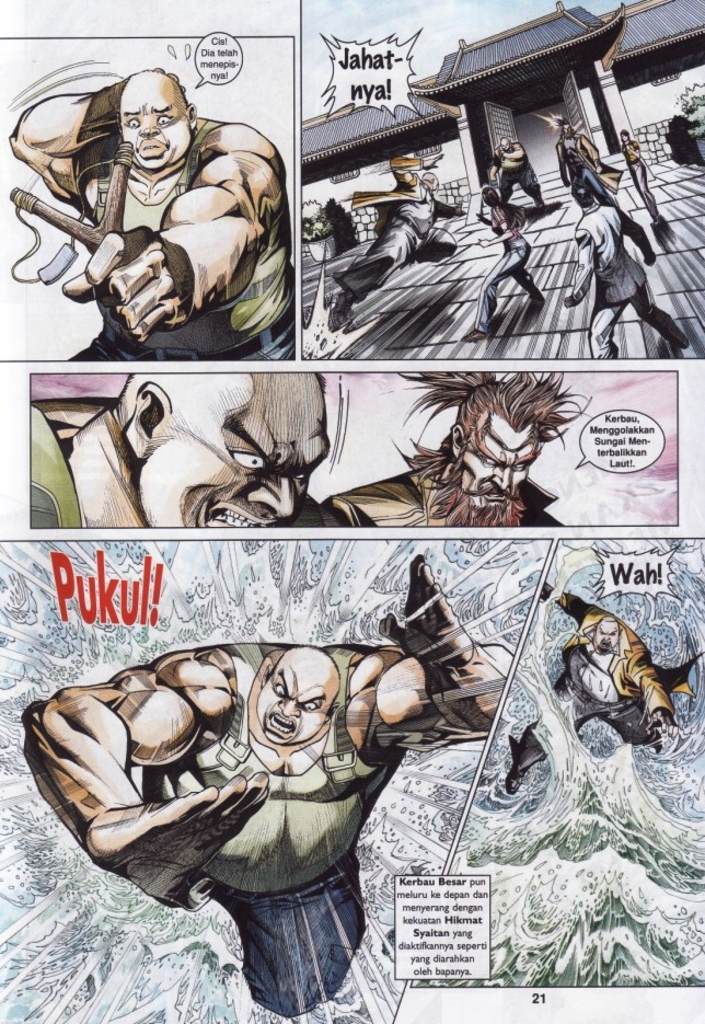 Cis!
Dia telah
menepis-
nya!
Jahat-
nya!
Kerbau,
Menggolakkan
Sungai Men-
terbalikkan
Laut!.
Pukul!
Wah!
Kerbau Besar pun
meluru ke depan dan
menyerang dengan
kekuatan Hikmat
Syaitan yang
diaktifkannya seperti
yang diarahkan
oleh bapanya.
21